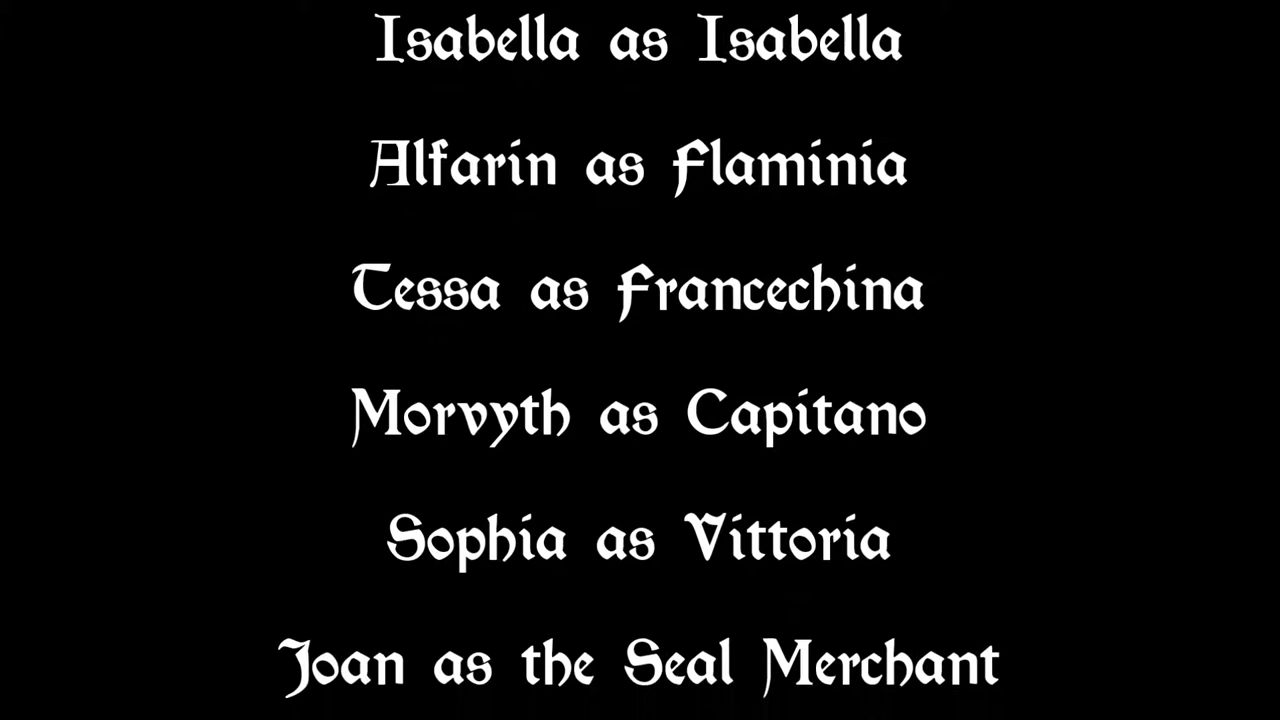 Isabella as Isabella
Alfarin as Flaminia
Tessa as Francechina
Morvyth as Capitano
Sophia as Vittoria
Joan as the Seal Merchant